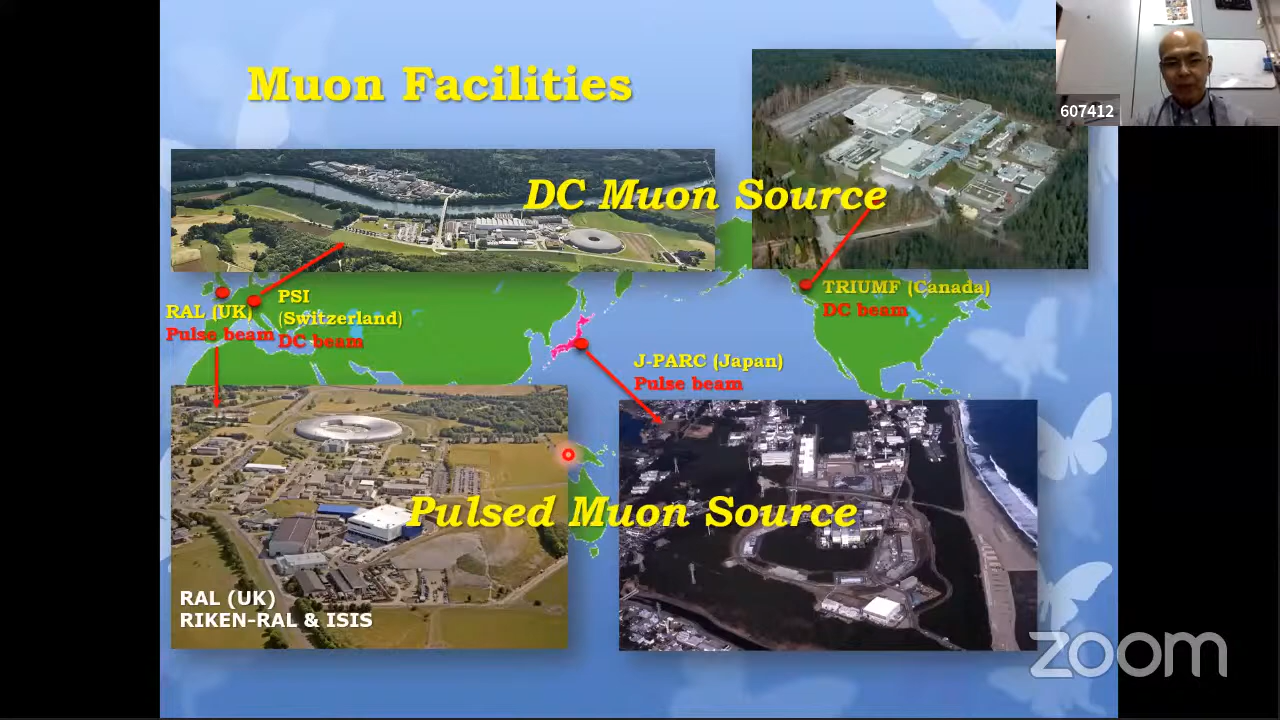 Muon Facilities
607412
DC Muon Source
RAL (UK)
Pulse beam
PSI
(Switzerland)
DC beam
TRIUMF (Canada)
DC beam
J-PARC (Japan)
Pulse beam
Pulsed Muon Source
RAL (UK)
RIKEN-RAL & ISIS
zoom